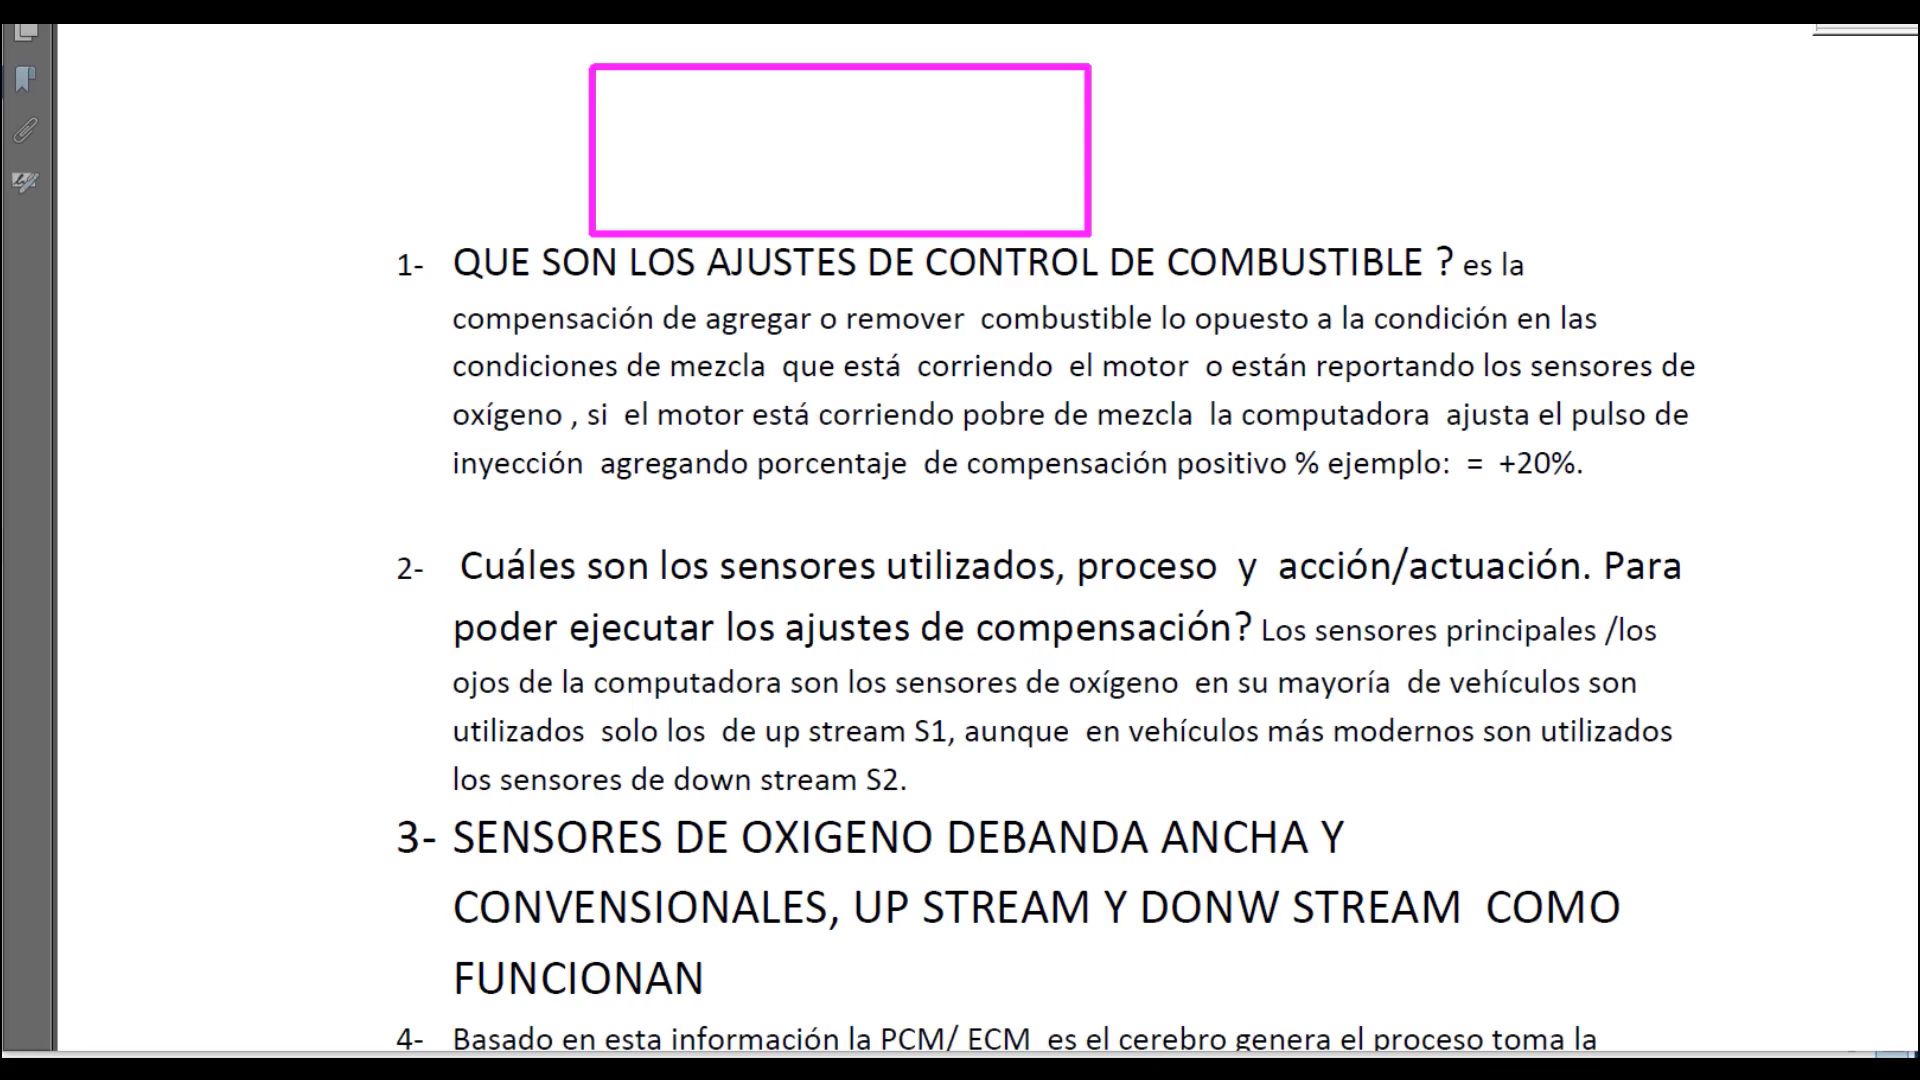 1- QUE SON LOS AJUSTES DE CONTROL DE COMBUSTIBLE ? es la
compensación de agregar o remover combustible lo opuesto a la condición en las
condiciones de mezcla que está corriendo el motor o están reportando los sensores de
oxígeno , si el motor está corriendo pobre de mezcla la computadora ajusta el pulso de
inyección agregando porcentaje de compensación positivo % ejemplo: = +20%.
2- Cuáles son los sensores utilizados, proceso y acción/actuación. Para
poder ejecutar los ajustes de compensación? Los sensores principales /los
ojos de la computadora son los sensores de oxígeno en su mayoría de vehículos son
utilizados solo los de up stream S1, aunque en vehículos más modernos son utilizados
los sensores de down stream S2.
3- SENSORES DE OXIGENO DEBANDA ANCHA Y
CONVENSIONALES, UP STREAM Y DONW STREAM COMO
FUNCIONAN
4- Basado en esta información la PCM/ ECM es el cerebro genera el proceso toma la